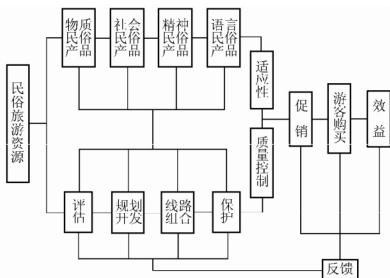 物质民俗产品
社会民俗产品
精神民俗产品
语言民俗产品
民俗旅游资源
适应性
质量控制
促销
游客购买
效益
评估
规划开发
线路组合
保护
反馈